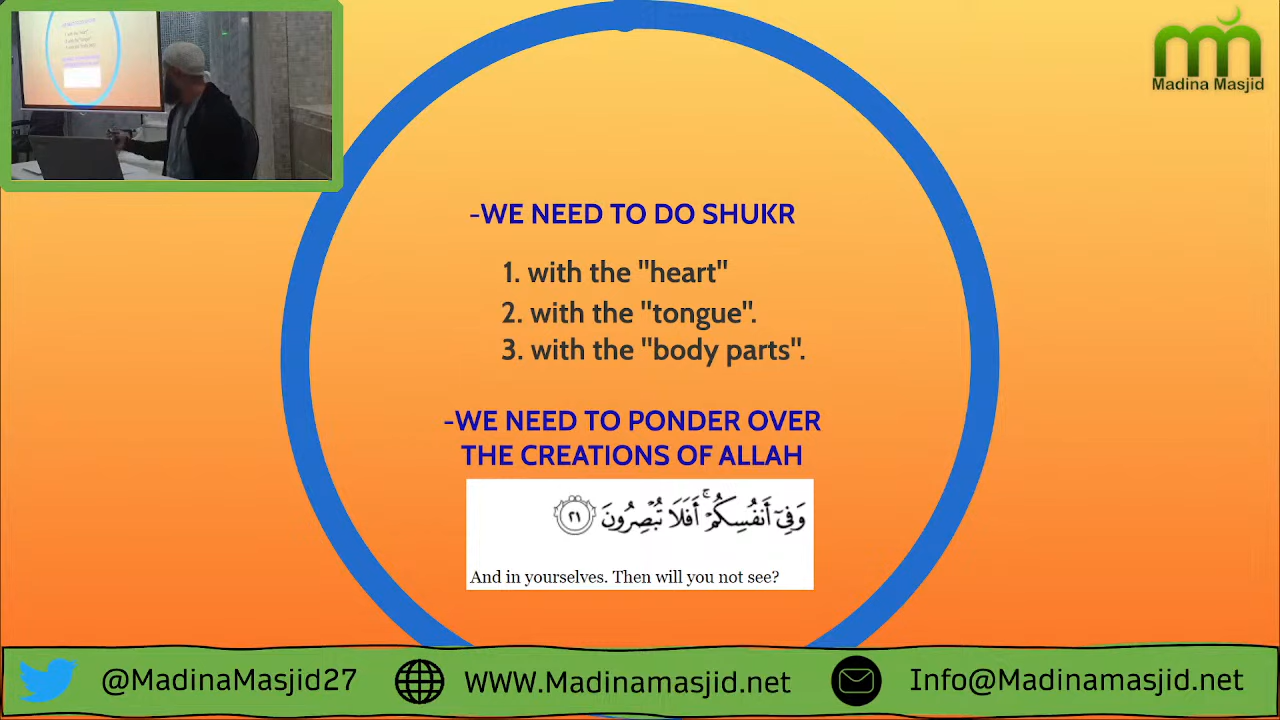 Madina Masjid
-WE NEED TO DO SHUKR
1. with the "heart"
2. with the "tongue".
3. with the "body parts".
-WE NEED TO PONDER OVER
THE CREATIONS OF ALLAH
وَفِىٓ أَنفُسِكُمْ ۚ أَفَلَا تُبْصِرُونَ ٢١
And in yourselves. Then will you not see?
@MadinaMasjid27
WWW.Madinamasjid.net
Info@Madinamasjid.net